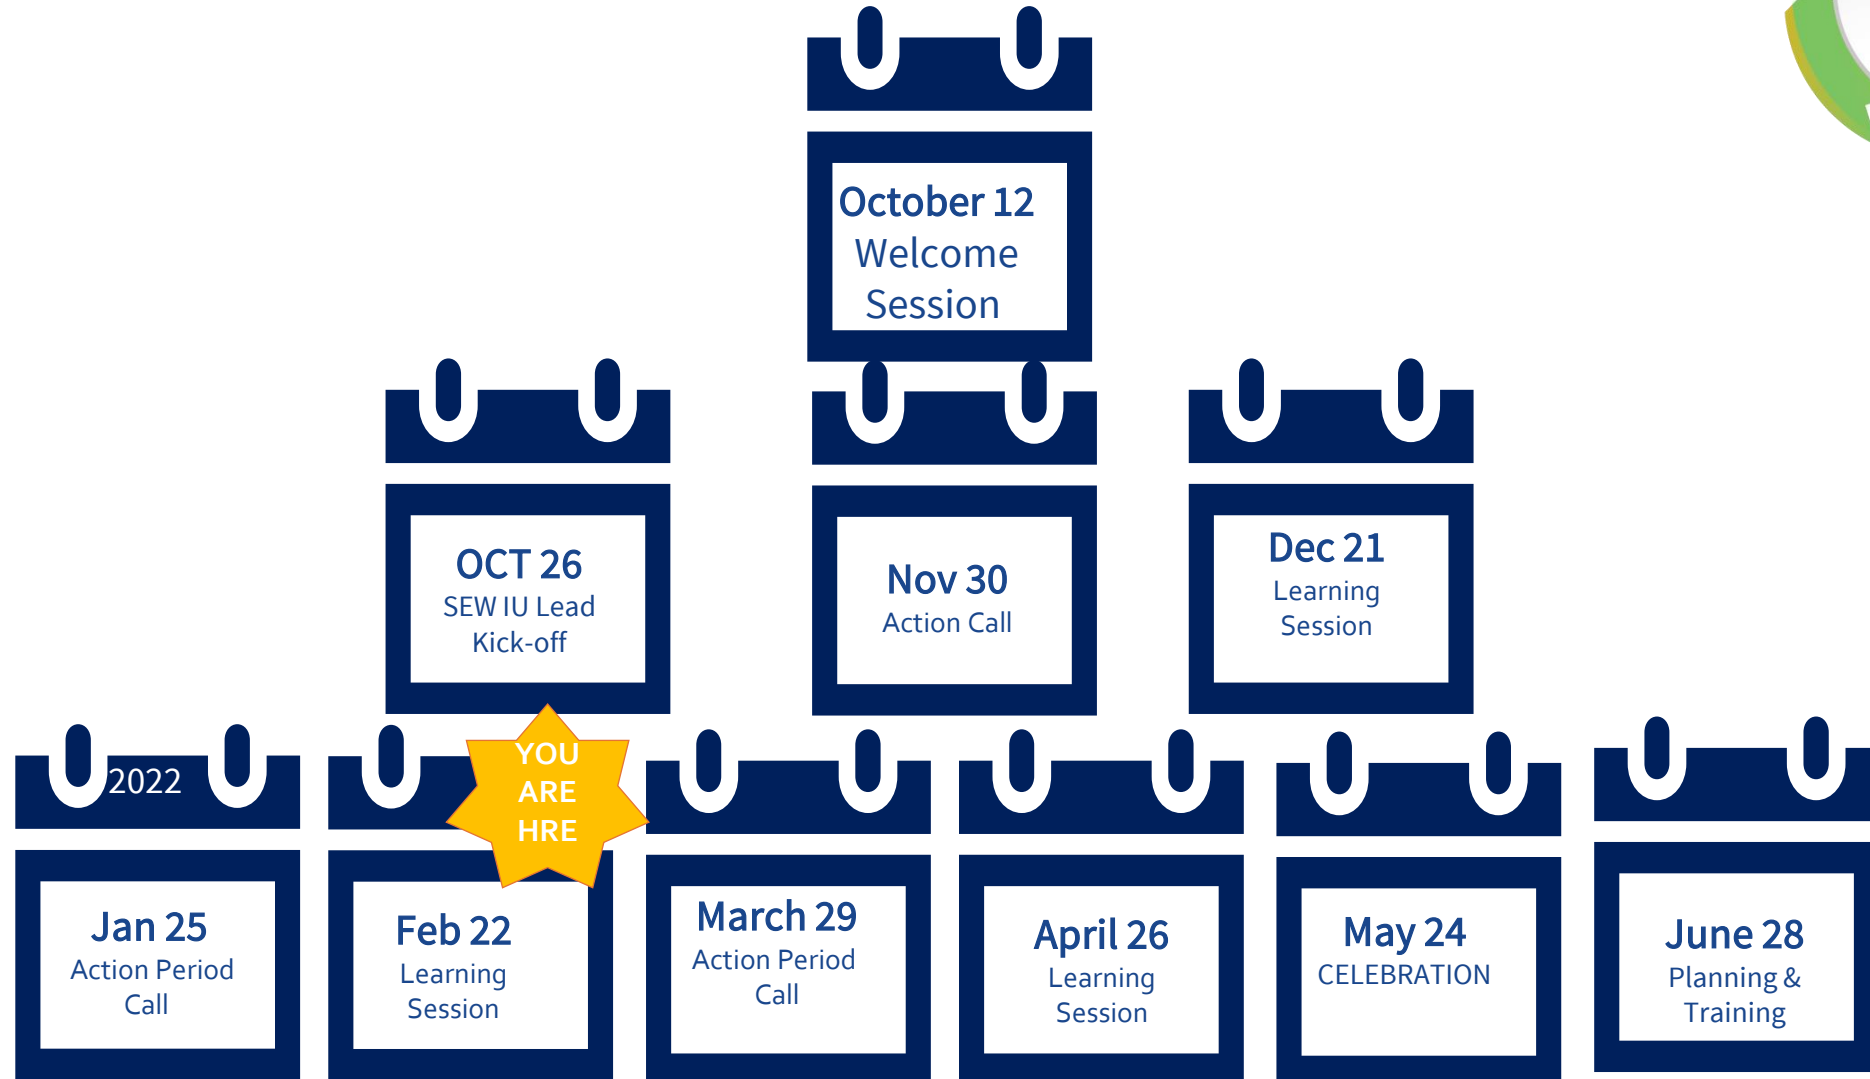 October 12
Welcome
Session
OCT 26
SEW IU Lead
Kick-off
Nov 30
Action Call
Dec 21
Learning
Session
2022
YOU
ARE
HRE
Jan 25
Action Period
Call
Feb 22
Learning
Session
March 29
Action Period
Call
April 26
Learning
Session
May 24
CELEBRATION
June 28
Planning &
Training